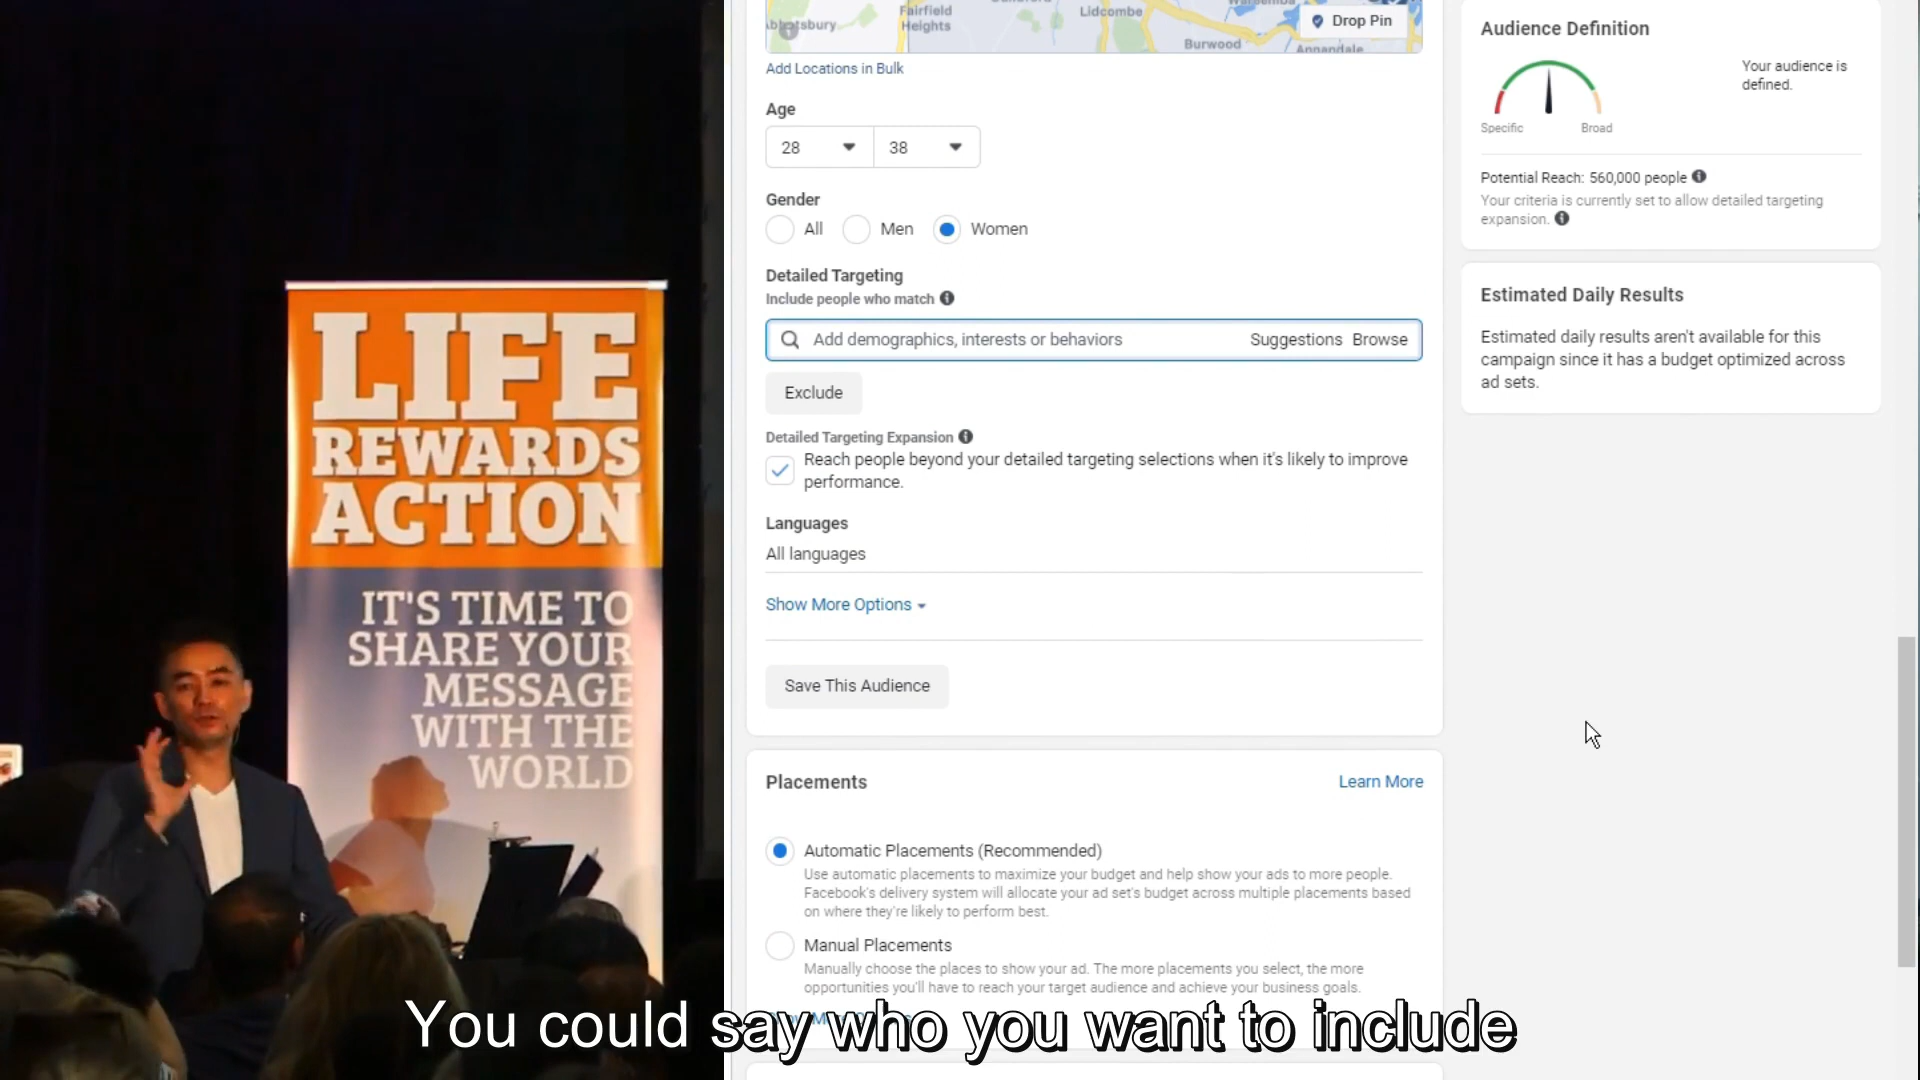 LIFE
REWARDS
ACTION
IT'S TIME TO
SHARE YOUR
MESSAGE
WITH THE
WORLD
Fairfield
Heights
Lidcombe
Burwood
Annandale
Drop Pin
Add Locations in Bulk
Age
28 38
Gender
All Men Women
Detailed Targeting
Include people who match
Add demographics, interests or behaviors Suggestions Browse
Exclude
Detailed Targeting Expansion
Reach people beyond your detailed targeting selections when it's likely to improve
performance.
Languages
All languages
Show More Options
Save This Audience
Placements Learn More
Automatic Placements (Recommended)
Use automatic placements to maximize your budget and help show your ads to more people.
Facebook's delivery system will allocate your ad set's budget across multiple placements based
on where they're likely to perform best.
Manual Placements
Manually choose the places to show your ad. The more placements you select, the more
opportunities you'll have to reach your target audience and achieve your business goals.
Audience Definition
Your audience is
defined.
Specific Broad
Potential Reach: 560,000 people
Your criteria is currently set to allow detailed targeting
expansion.
Estimated Daily Results
Estimated daily results aren't available for this
campaign since it has a budget optimized across
ad sets.
You could say who you want to include